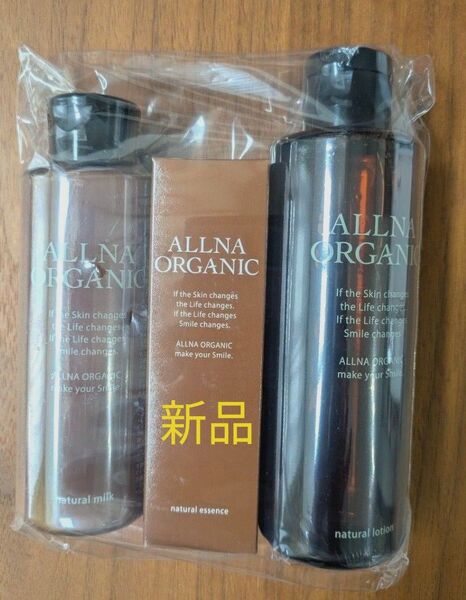 ALLNA
ORGANIC
If the Skin changes
the Life changes.
If the Life changes
Smile changes.
ALLNA ORGANIC
make your Smile.
natural milk
ALLNA
ORGANIC
If the Skin changes
the Life changes.
If the Life changes
Smile changes.
ALLNA ORGANIC
make your Smile.
新品
natural essence
ALLNA
ORGANIC
If the Skin changes
the Life changes.
If the Life changes
Smile changes.
ALLNA ORGANIC
make your Smile.
natural lotion